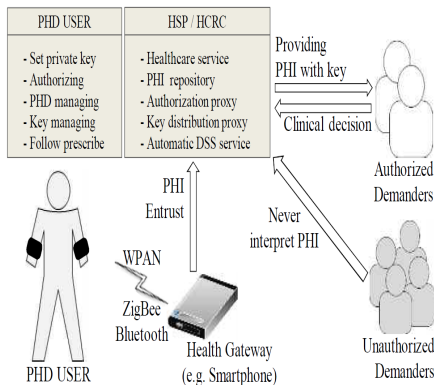 PHD USER
- Set private key
- Authorizing
- PHD managing
- Key managing
- Follow prescribe
HSP / HCRC
- Healthcare service
- PHI repository
- Authorization proxy
- Key distribution proxy
- Automatic DSS service
Providing
PHI with key
Clinical decision
Authorized
Demanders
PHI
Entrust
Never
interpret PHI
WPAN
ZigBee
Bluetooth
PHD USER
Health Gateway
(e.g. Smartphone)
Unauthorized
Demanders